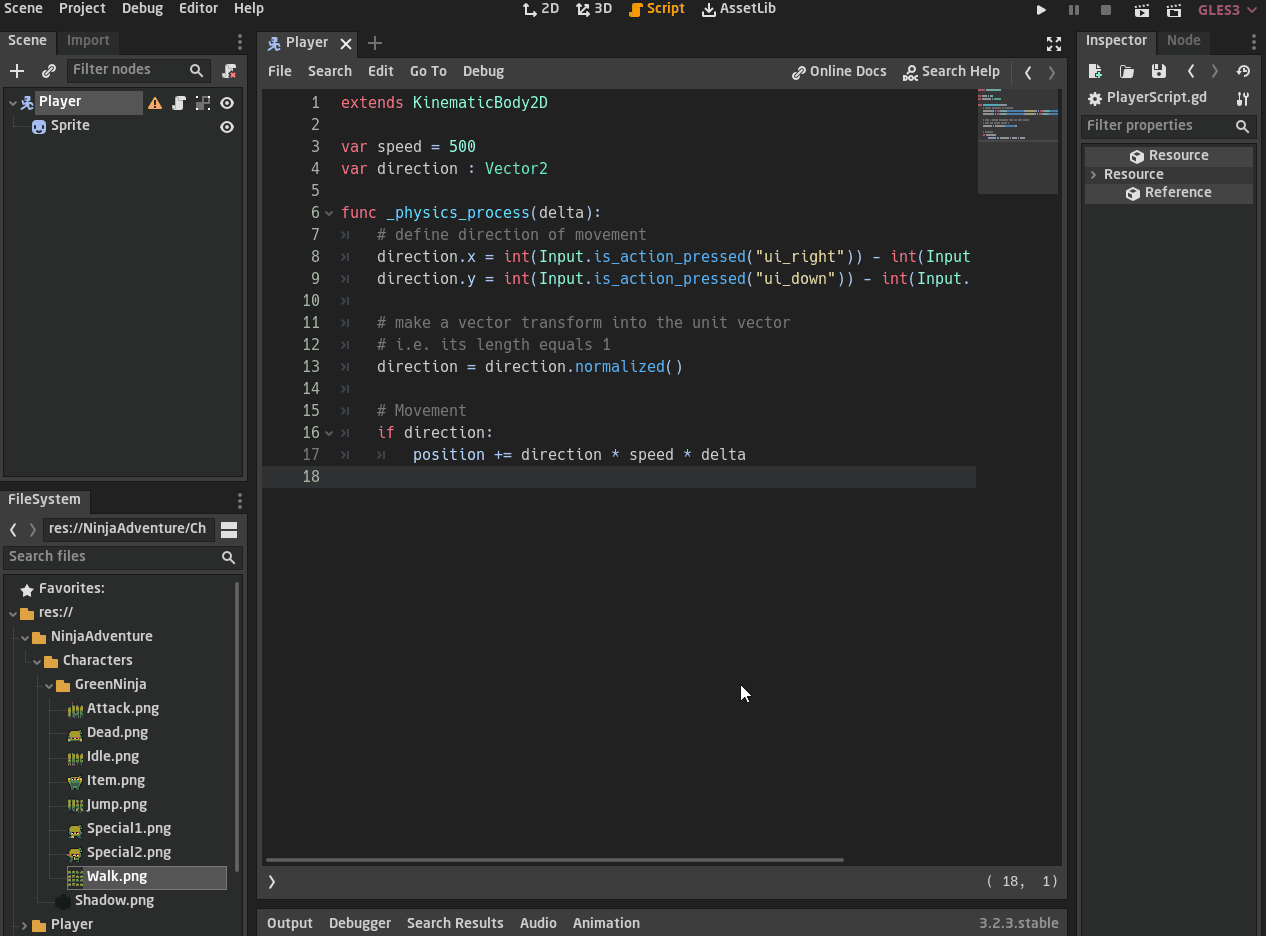 Scene Project Debug Editor Help 2D 3D Script AssetLib GLES3
Scene Import
Filter nodes
Player
Sprite
FileSystem
res://NinjaAdventure/Ch
Search files
Favorites:
res://
NinjaAdventure
Characters
GreenNinja
Attack.png
Dead.png
Idle.png
Item.png
Jump.png
Special1.png
Special2.png
Walk.png
Shadow.png
Player
Player
File Search Edit Go To Debug Online Docs Search Help
1 extends KinematicBody2D
2
3 var speed = 500
4 var direction : Vector2
5
6 func _physics_process(delta):
7 # define direction of movement
8 direction.x = int(Input.is_action_pressed("ui_right")) - int(Input
9 direction.y = int(Input.is_action_pressed("ui_down")) - int(Input.
10
11 # make a vector transform into the unit vector
12 # i.e. its length equals 1
13 direction = direction.normalized()
14
15 # Movement
16 if direction:
17 position += direction * speed * delta
18
( 18, 1)
Output Debugger Search Results Audio Animation 3.2.3.stable
Inspector Node
PlayerScript.gd
Filter properties
Resource
Resource
Reference